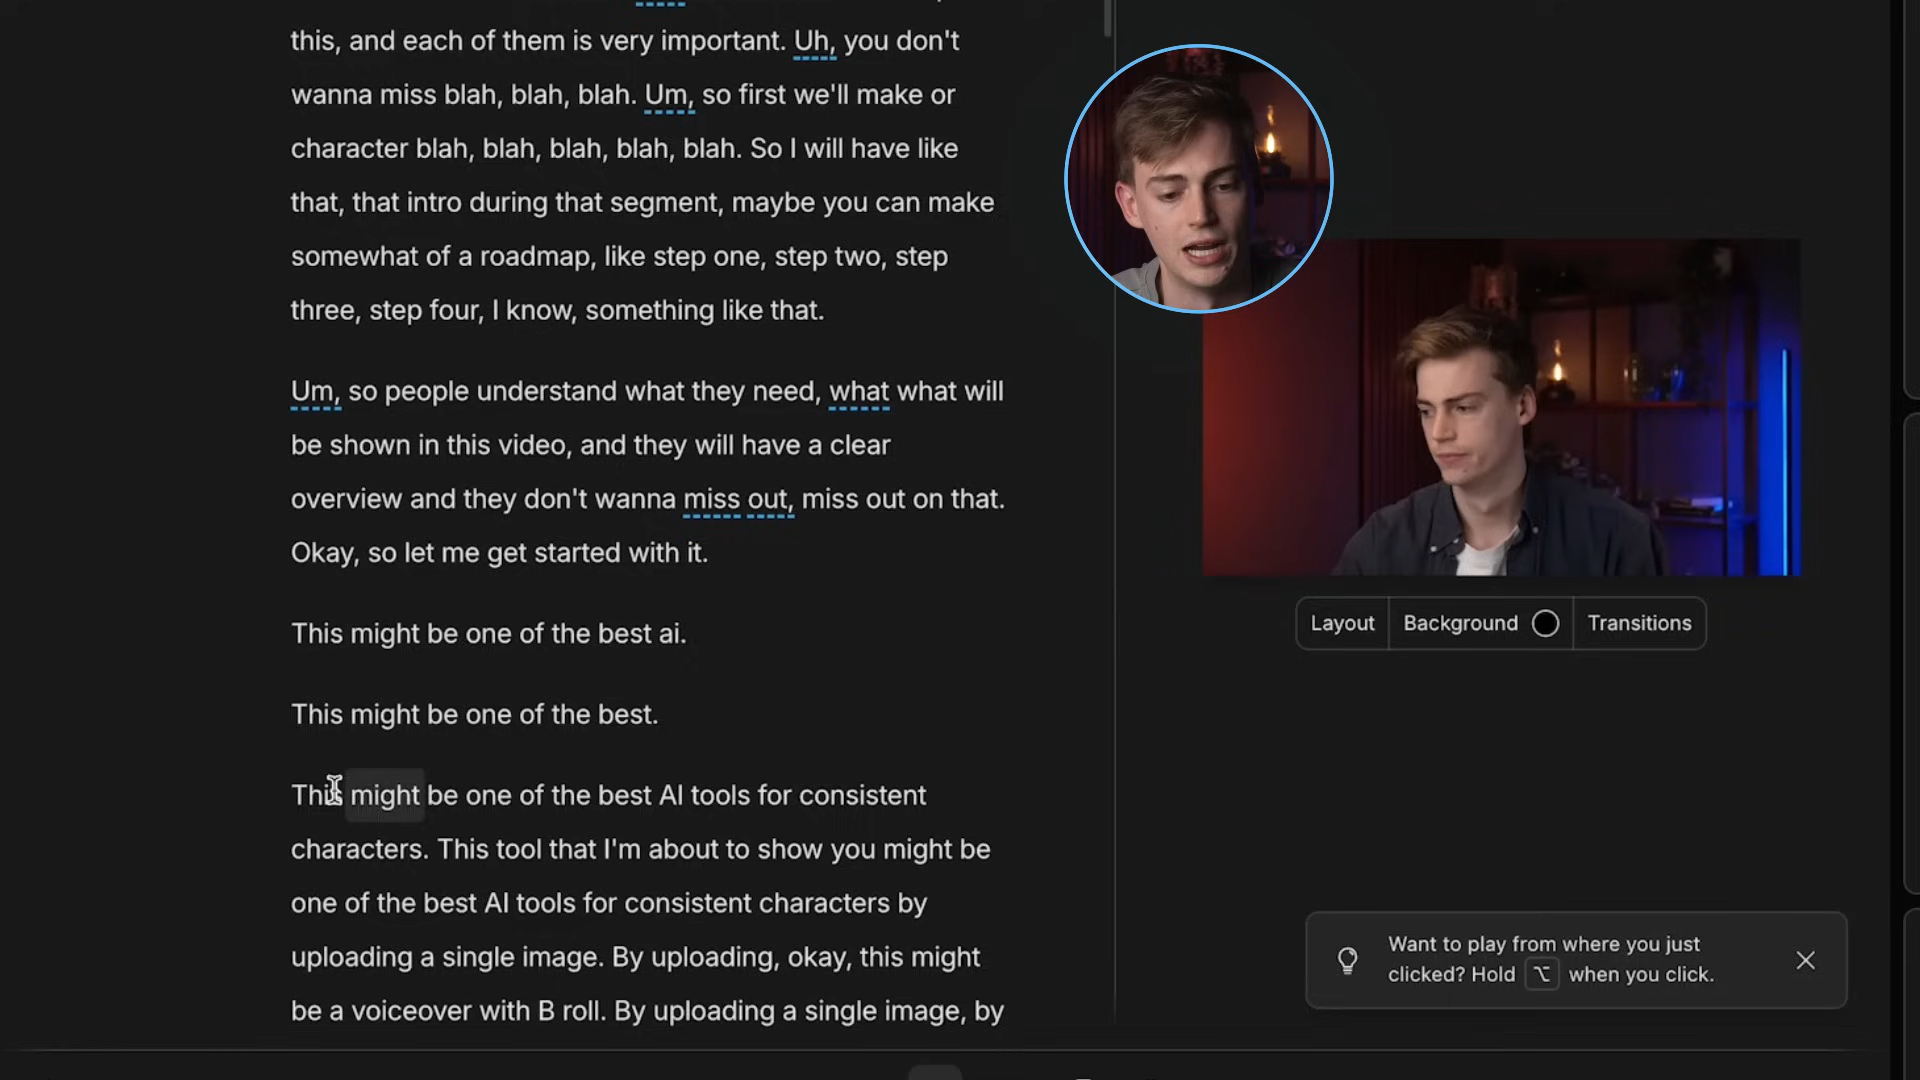 this, and each of them is very important. Uh, you don't
wanna miss blah, blah, blah. Um, so first we'll make or
character blah, blah, blah, blah, blah. So I will have like
that, that intro during that segment, maybe you can make
somewhat of a roadmap, like step one, step two, step
three, step four, I know, something like that.
Um, so people understand what they need, what what will
be shown in this video, and they will have a clear
overview and they don't wanna miss out, miss out on that.
Okay, so let me get started with it.
This might be one of the best ai.
This might be one of the best.
This might be one of the best AI tools for consistent
characters. This tool that I'm about to show you might be
one of the best AI tools for consistent characters by
uploading a single image. By uploading, okay, this might
be a voiceover with B roll. By uploading a single image, by
Layout
Background
Transitions
Want to play from where you just
clicked? Hold ⌥ when you click.